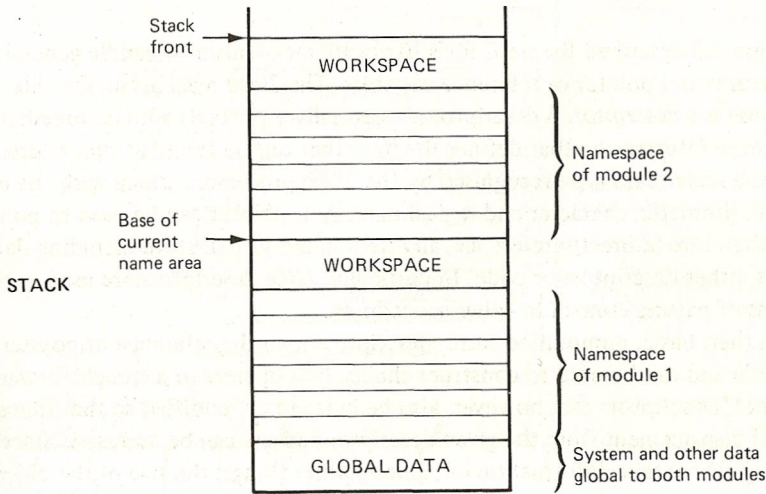 Stack
front
WORKSPACE
Namespace
of module 2
Base of
current
name area
WORKSPACE
STACK
Namespace
of module 1
GLOBAL DATA
System and other data
global to both modules